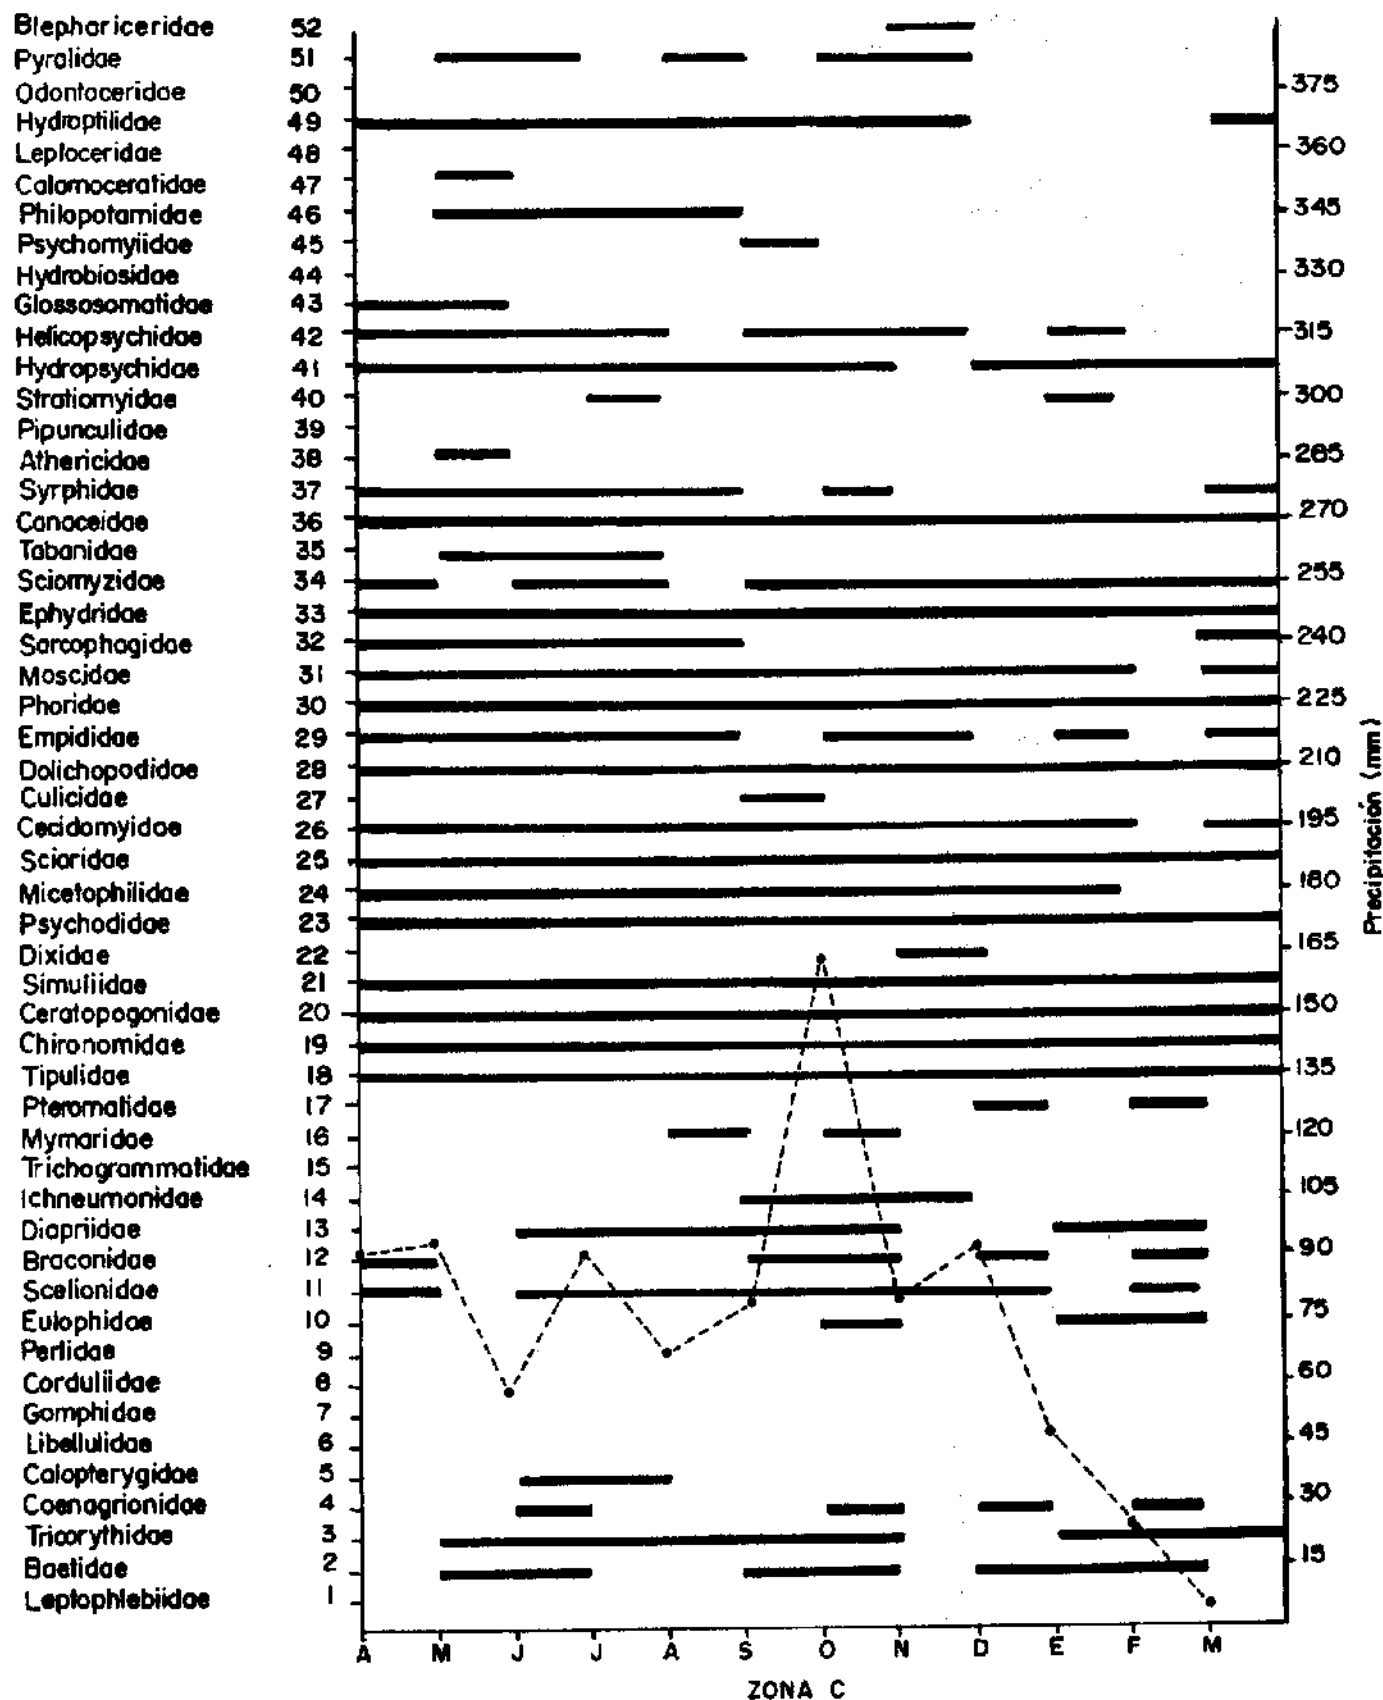 Blephariceridae 52
Pyralidae 51
Odontoceridae 50
Hydroptilidae 49
Leptoceridae 48
Calamoceratidae 47
Philopotamidae 46
Psychomyiidae 45
Hydrobiosidae 44
Glossosomatidae 43
Helicopsychidae 42
Hydropsychidae 41
Stratiomyidae 40
Pipunculidae 39
Athericidae 38
Syrphidae 37
Canaceidae 36
Tabanidae 35
Sciomyzidae 34
Ephydridae 33
Sarcophagidae 32
Moscidae 31
Phoridae 30
Empididae 29
Dolichopodidae 28
Culicidae 27
Cecidomyidae 26
Sciaridae 25
Micetophilidae 24
Psychodidae 23
Dixidae 22
Simuliidae 21
Ceratopogonidae 20
Chironomidae 19
Tipulidae 18
Pteromalidae 17
Mymaridae 16
Trichogrammatidae 15
Ichneumonidae 14
Diapriidae 13
Braconidae 12
Scelionidae 11
Eulophidae 10
Perlidae 9
Corduliidae 8
Gomphidae 7
Libellulidae 6
Calopterygidae 5
Coenagrionidae 4
Tricorythidae 3
Baetidae 2
Leptophlebiidae 1
375
360
345
330
315
300
285
270
255
240
225
210
195
180
165
150
135
120
105
90
75
60
45
30
15
Precipitación (mm)
A M J J A S O N D E F M
ZONA C